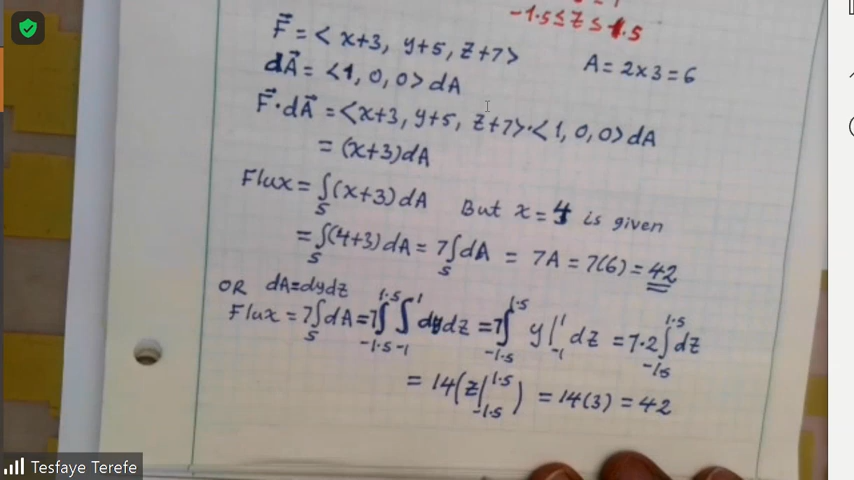 -1.5≤z≤1.5
F⃗ = < x+3, y+5, z+7>
A = 2x3 = 6
dA⃗ = <1, 0, 0> dA
F⃗·dA⃗ = <x+3, y+5, z+7>·<1, 0, 0> dA
= (x+3)dA
Flux = ∫_S (x+3) dA But x = 4 is given
= ∫_S (4+3) dA = 7∫_S dA = 7A = 7(6) = 42
OR dA=dydz
Flux = 7∫_S dA = 7∫_{-1.5}^{1.5} ∫_{-1}^{1} dydz = 7∫_{-1.5}^{1.5} y|_{-1}^{1} dz = 7·2∫_{-1.5}^{1.5} dz
= 14(z|_{-1.5}^{1.5}) = 14(3) = 42
Tesfaye Terefe